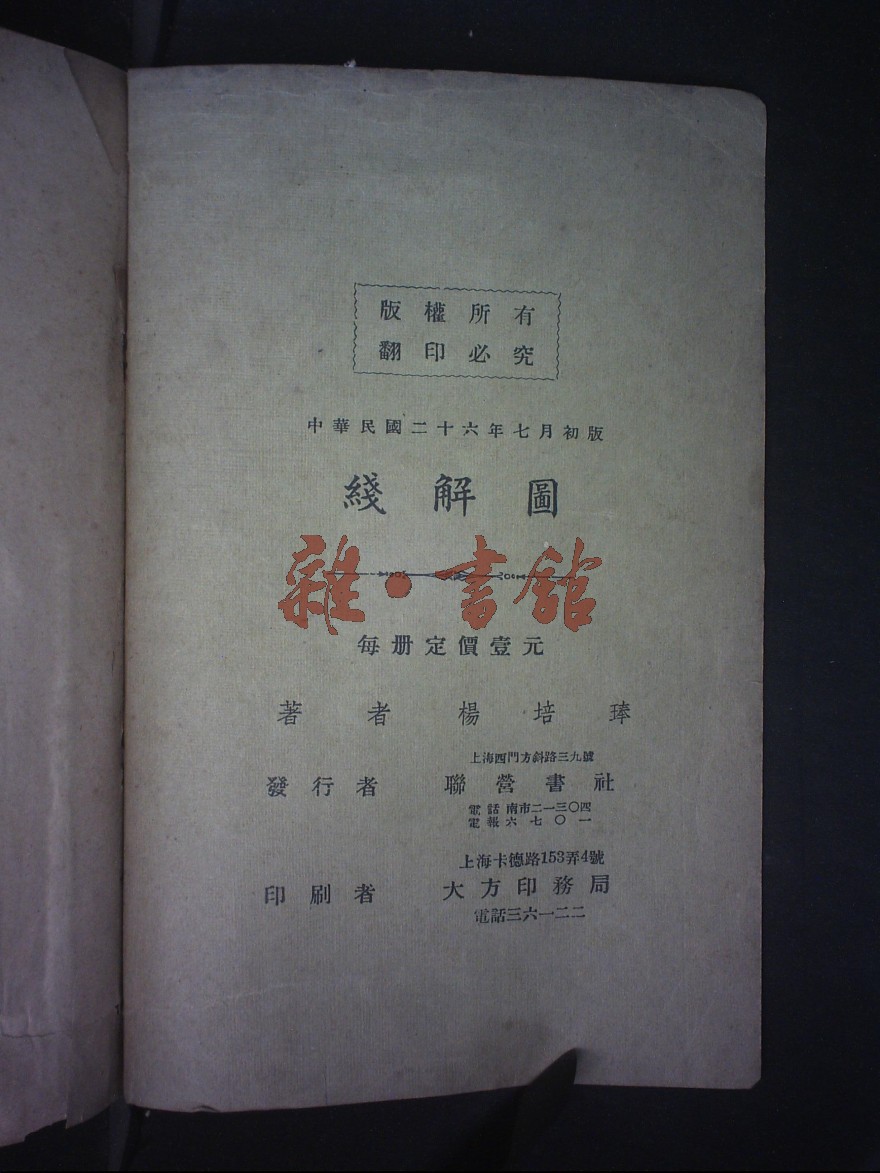 版權所有
翻印必究
中華民國二十六年七月初版
綫解圖
雜·書館
每册定價壹元
著者 楊培琫
上海西門方斜路三九號
發行者 聯營書社
電話 南市二一三〇四
電報 六七〇一
上海卡德路153弄4號
印刷者 大方印務局
電話三六一二二